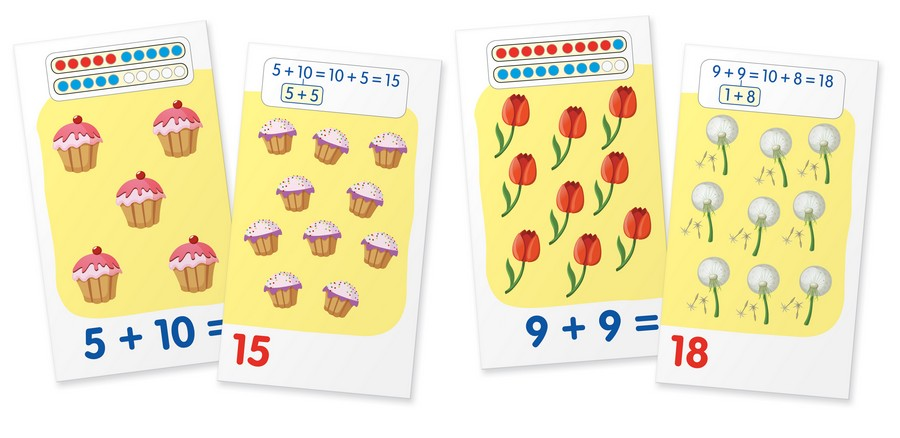 5 + 10 =
5 + 10 = 10 + 5 = 15
5 + 5
15
9 + 9 =
9 + 9 = 10 + 8 = 18
1 + 8
18